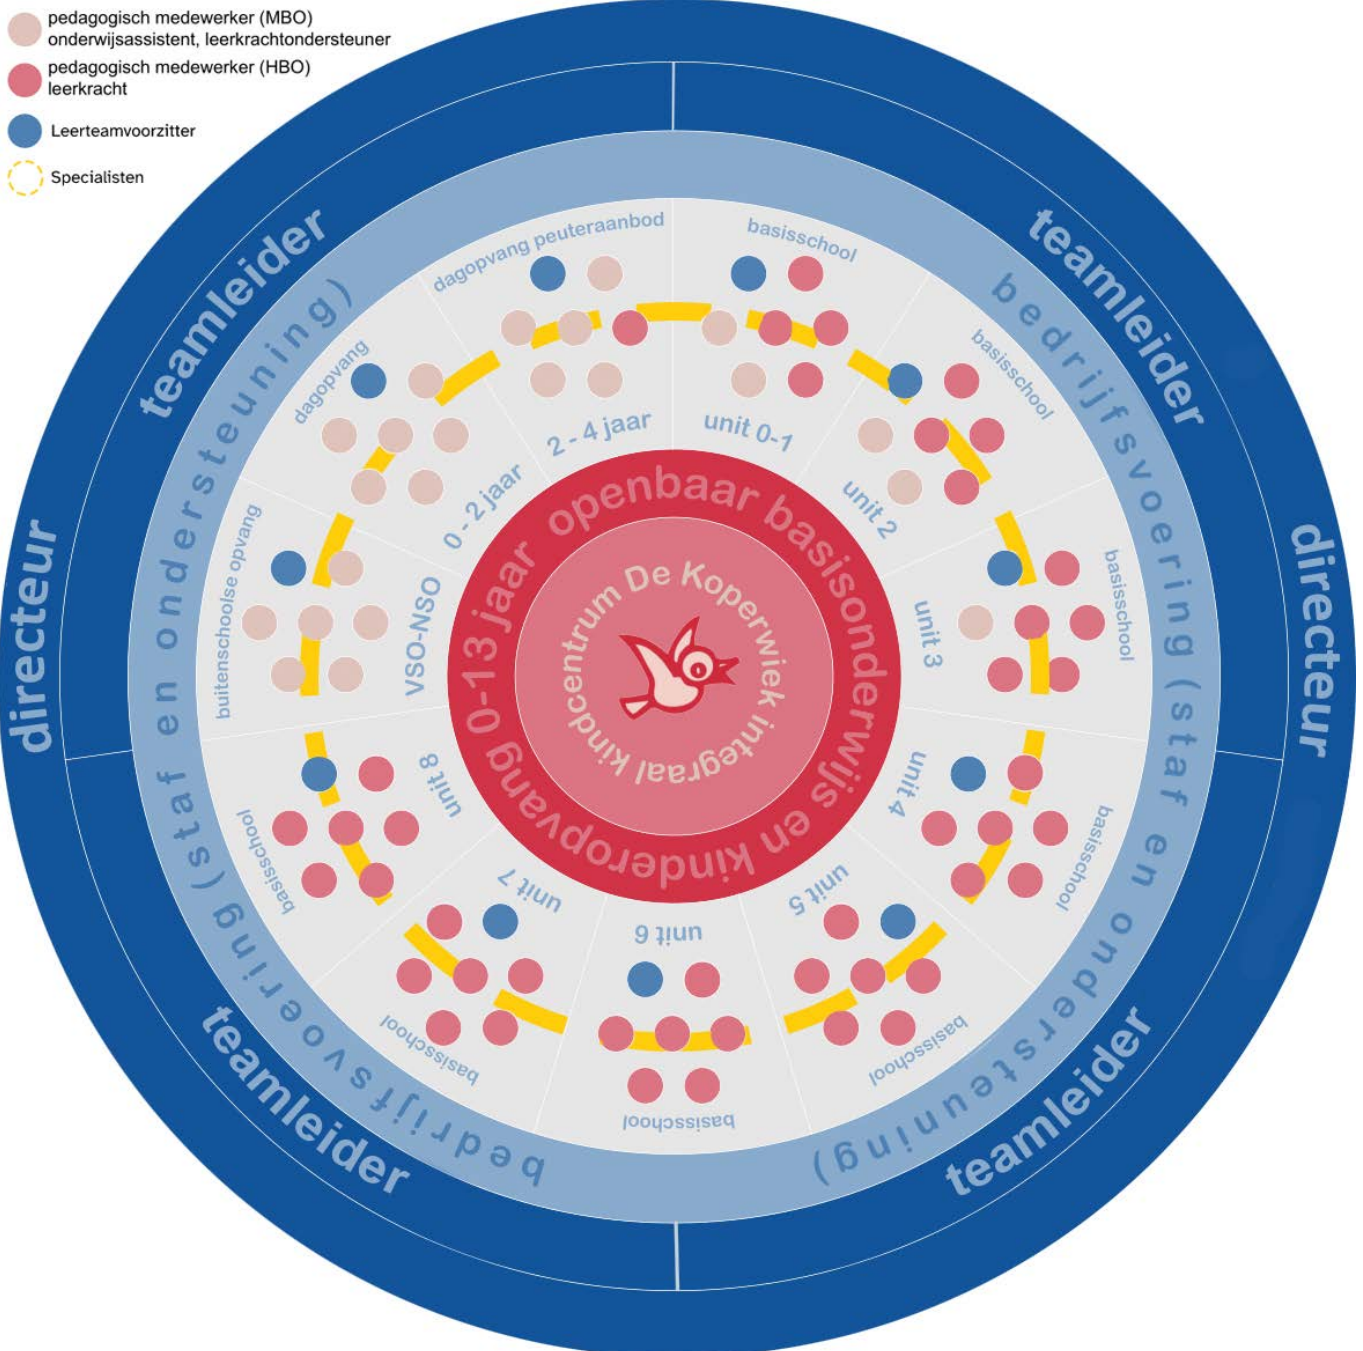 pedagogisch medewerker (MBO)
onderwijsassistent, leerkrachtondersteuner
pedagogisch medewerker (HBO)
leerkracht
Leerteamvoorzitter
Specialisten
directeur
directeur
teamleider
teamleider
teamleider
teamleider
bedrijfsvoering (staf en ondersteuning)
bedrijfsvoering (staf en ondersteuning)
dagopvang peuteraanbod
2 - 4 jaar
basisschool
unit 0-1
basisschool
unit 2
basisschool
unit 3
basisschool
unit 4
basisschool
unit 5
basisschool
unit 6
basisschool
unit 7
basisschool
unit 8
buitenschoolse opvang
VSO-NSO
dagopvang
0 - 2 jaar
openbaar basisonderwijs en kinderopvang 0-13 jaar
De Koperwiek integraal kindcentrum